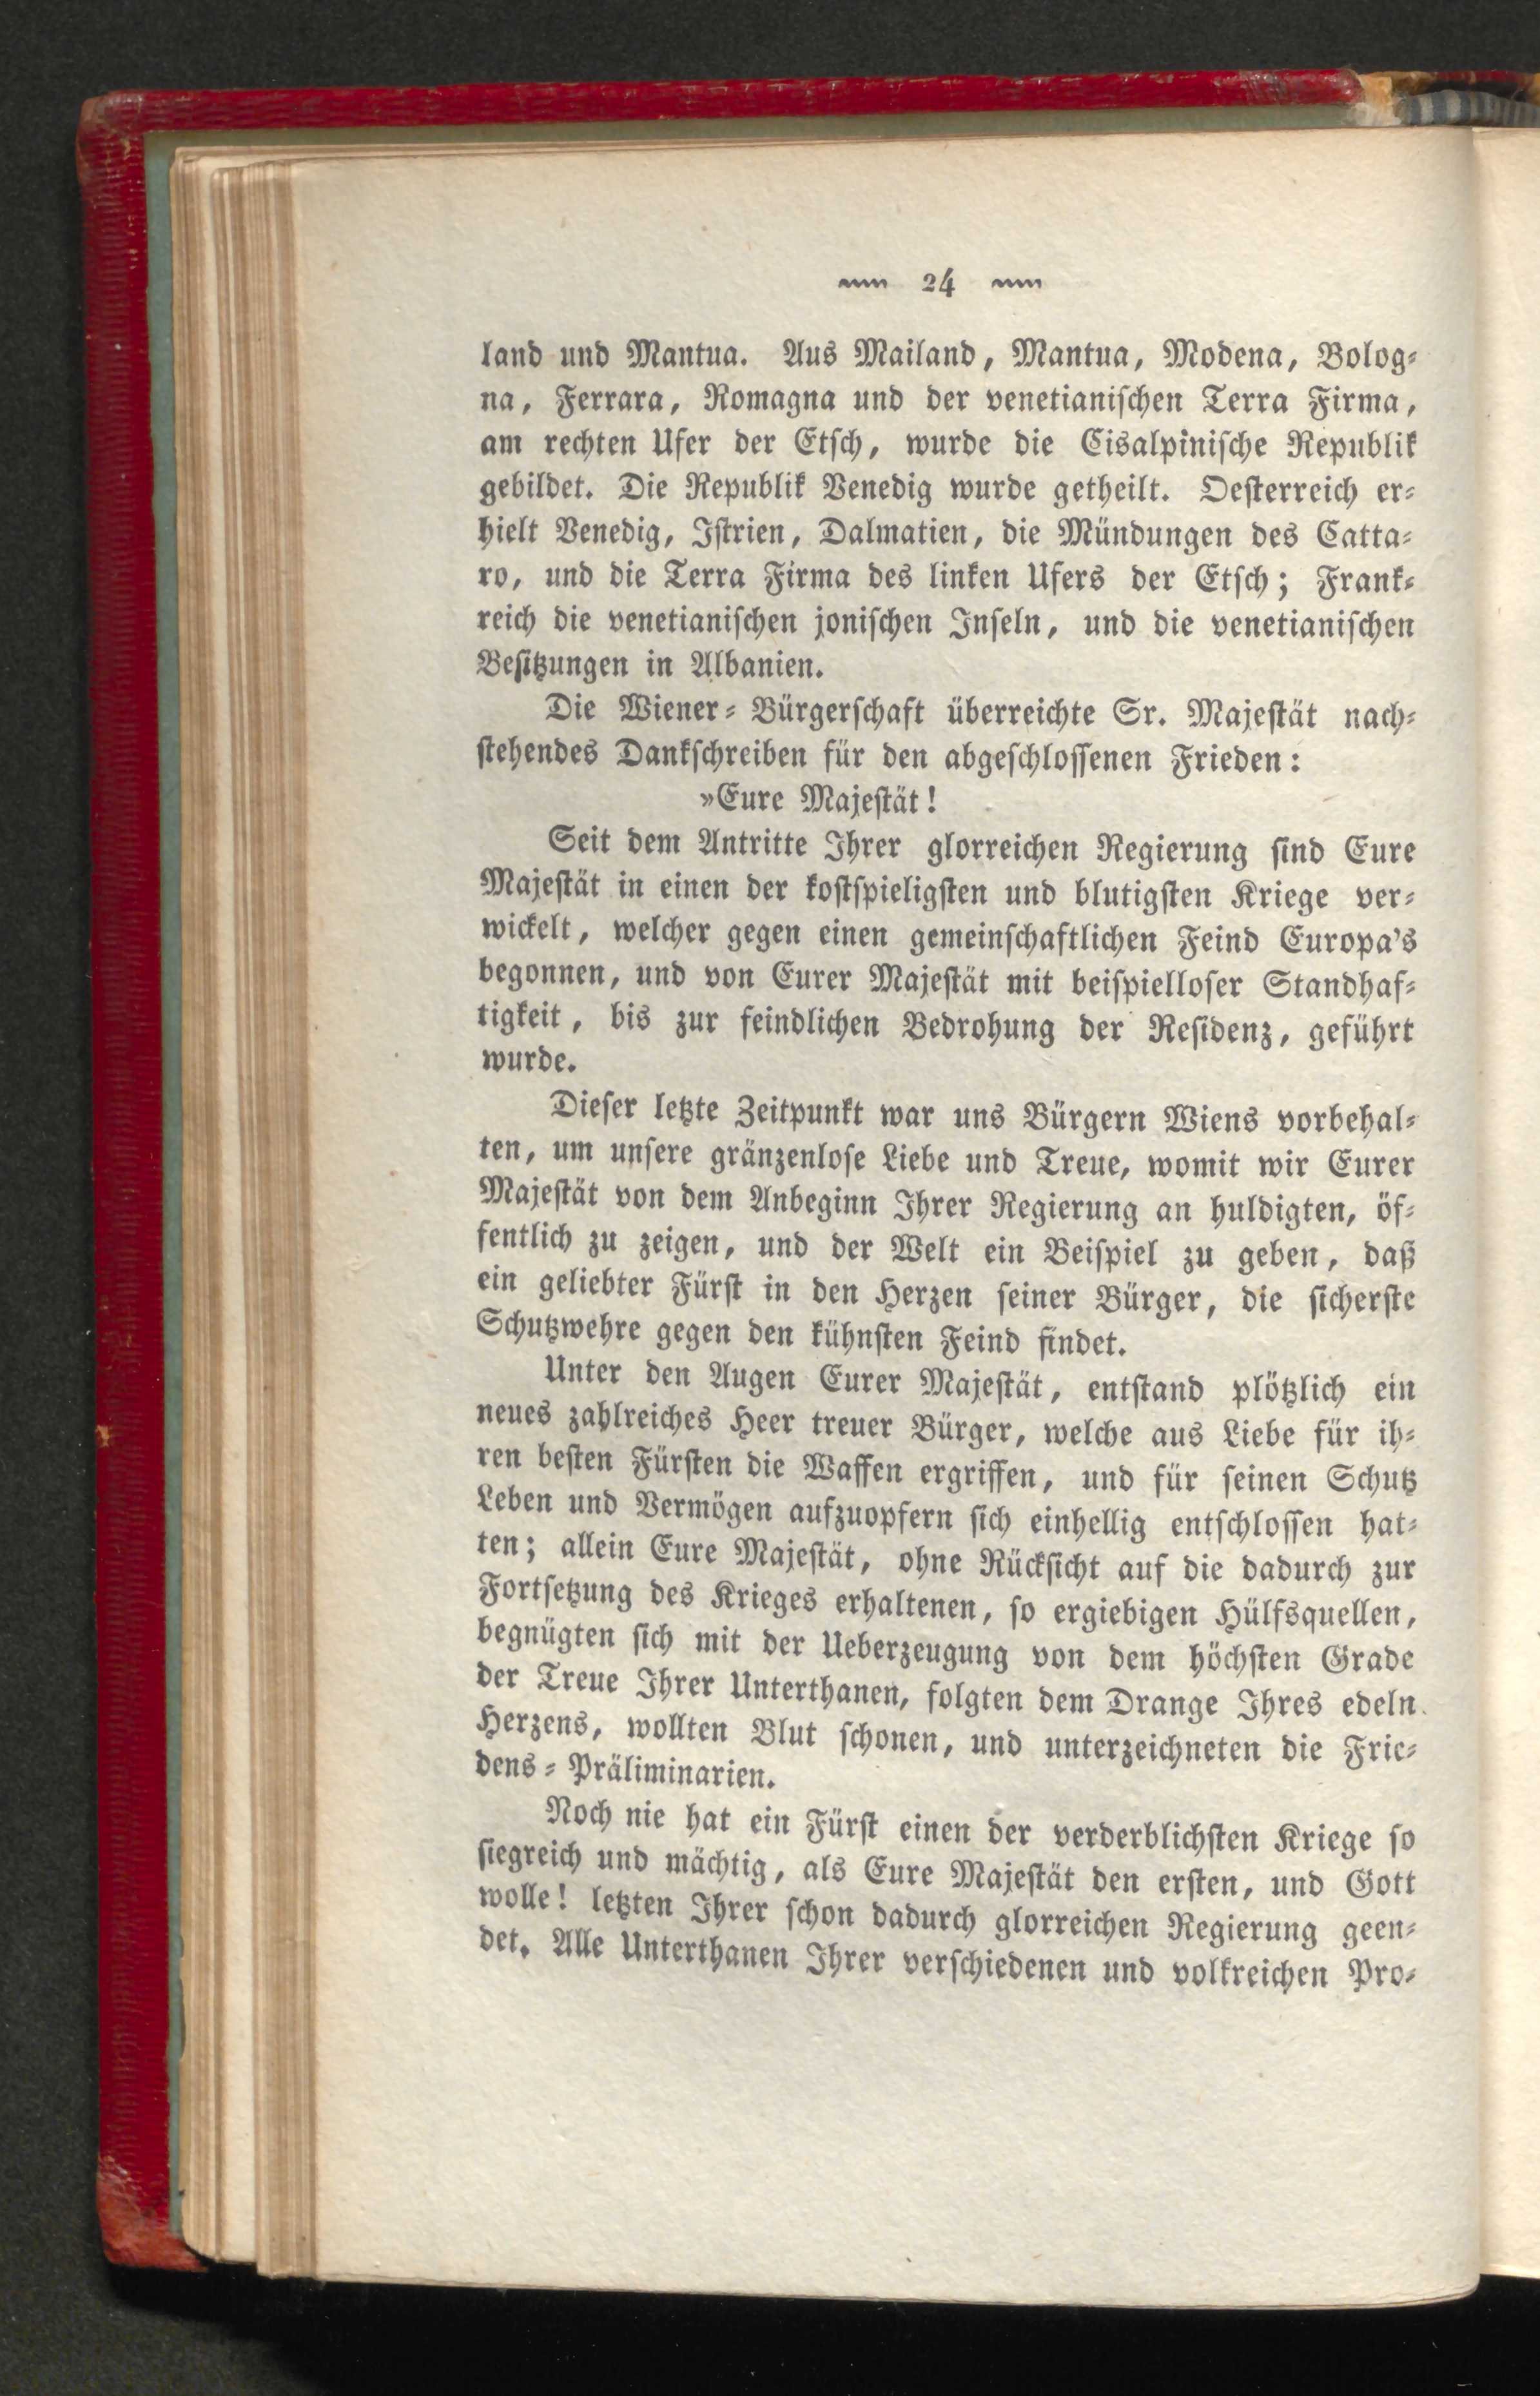 24
land und Mantua. Aus Mailand, Mantua, Modena, Bolog-
na, Ferrara, Romagna und der venetianischen Terra Firma,
am rechten Ufer der Etsch, wurde die Cisalpinische Republik
gebildet. Die Republik Venedig wurde getheilt. Oesterreich er-
hielt Venedig, Istrien, Dalmatien, die Mündungen des Catta-
ro, und die Terra Firma des linken Ufers der Etsch; Frank-
reich die venetianischen jonischen Inseln, und die venetianischen
Besitzungen in Albanien.
Die Wiener-Bürgerschaft überreichte Sr. Majestät nach-
stehendes Dankschreiben für den abgeschlossenen Frieden:
»Eure Majestät!
Seit dem Antritte Ihrer glorreichen Regierung sind Eure
Majestät in einen der kostspieligsten und blutigsten Kriege ver-
wickelt, welcher gegen einen gemeinschaftlichen Feind Europa's
begonnen, und von Eurer Majestät mit beispielloser Standhaf-
tigkeit, bis zur feindlichen Bedrohung der Residenz, geführt
wurde.
Dieser letzte Zeitpunkt war uns Bürgern Wiens vorbehal-
ten, um unsere gränzenlose Liebe und Treue, womit wir Eurer
Majestät von dem Anbeginn Ihrer Regierung an huldigten, öf-
fentlich zu zeigen, und der Welt ein Beispiel zu geben, daß
ein geliebter Fürst in den Herzen seiner Bürger, die sicherste
Schutzwehre gegen den kühnsten Feind findet.
Unter den Augen Eurer Majestät, entstand plötzlich ein
neues zahlreiches Heer treuer Bürger, welche aus Liebe für ih-
ren besten Fürsten die Waffen ergriffen, und für seinen Schutz
Leben und Vermögen aufzuopfern sich einhellig entschlossen hat-
ten; allein Eure Majestät, ohne Rücksicht auf die dadurch zur
Fortsetzung des Krieges erhaltenen, so ergiebigen Hülfsquellen,
begnügten sich mit der Ueberzeugung von dem höchsten Grade
der Treue Ihrer Unterthanen, folgten dem Drange Ihres edeln
Herzens, wollten Blut schonen, und unterzeichneten die Frie-
dens-Präliminarien.
Noch nie hat ein Fürst einen der verderblichsten Kriege so
siegreich und mächtig, als Eure Majestät den ersten, und Gott
wolle! letzten Ihrer schon dadurch glorreichen Regierung geen-
det. Alle Unterthanen Ihrer verschiedenen und volkreichen Pro-